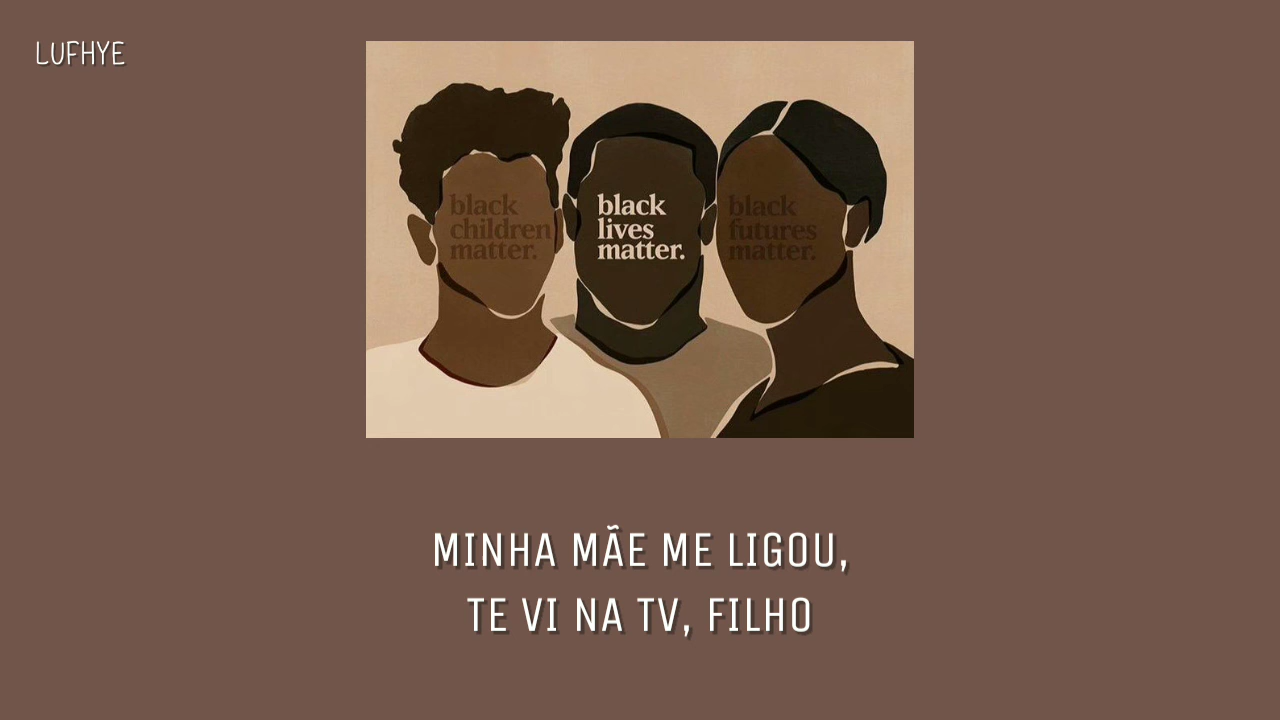 LUFHYE
black
children
matter.
black
lives
matter.
black
futures
matter.
MINHA MÃE ME LIGOU,
TE VI NA TV, FILHO